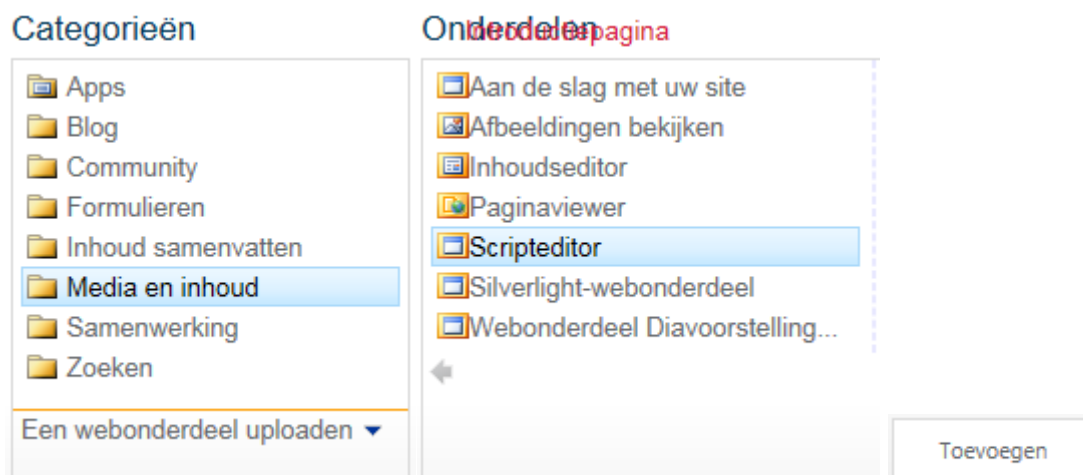 Categorieën
Apps
Blog
Community
Formulieren
Inhoud samenvatten
Media en inhoud
Samenwerking
Zoeken
Een webonderdeel uploaden
Onderdelen
Introductiepagina
Aan de slag met uw site
Afbeeldingen bekijken
Inhoudseditor
Paginaviewer
Scripteditor
Silverlight-webonderdeel
Webonderdeel Diavoorstelling...
Toevoegen